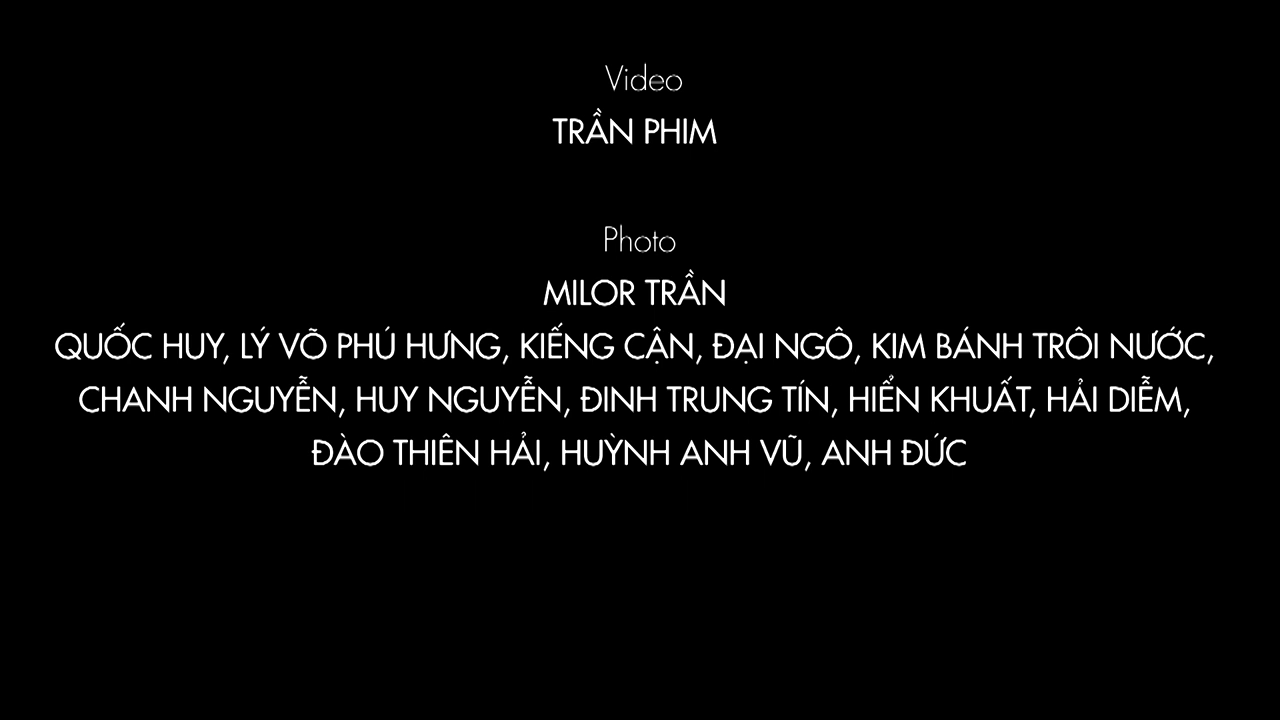 Video
TRẦN PHIM
Photo
MILOR TRẦN
QUỐC HUY, LÝ VÕ PHÚ HƯNG, KIẾNG CẬN, ĐẠI NGÔ, KIM BÁNH TRÔI NƯỚC,
CHANH NGUYỄN, HUY NGUYỄN, ĐINH TRUNG TÍN, HIỂN KHUẤT, HẢI DIỄM,
ĐÀO THIÊN HẢI, HUỲNH ANH VŨ, ANH ĐỨC